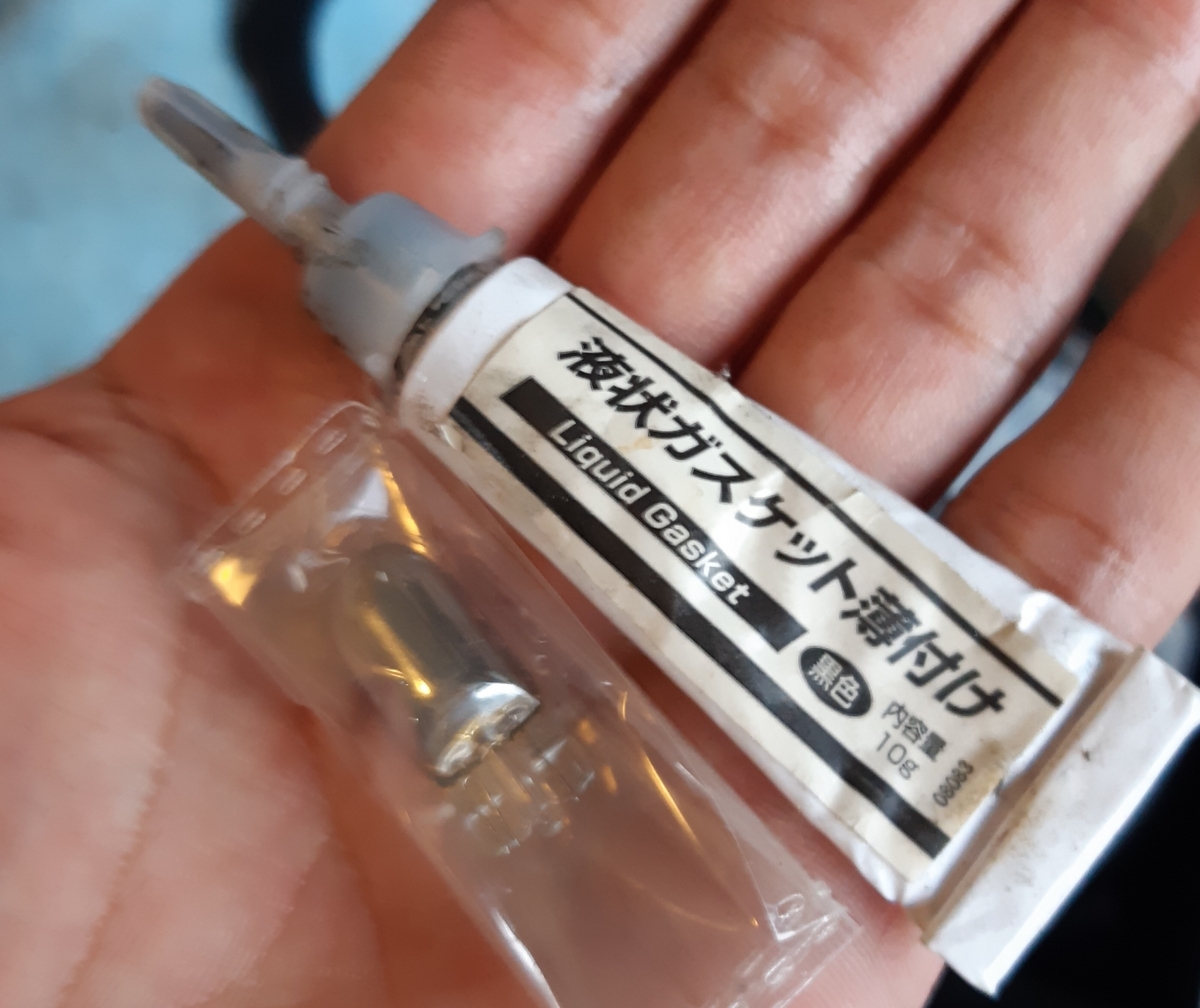 液状ガスケット薄付け
Liquid Gasket
黒色
内容量
10g
08083